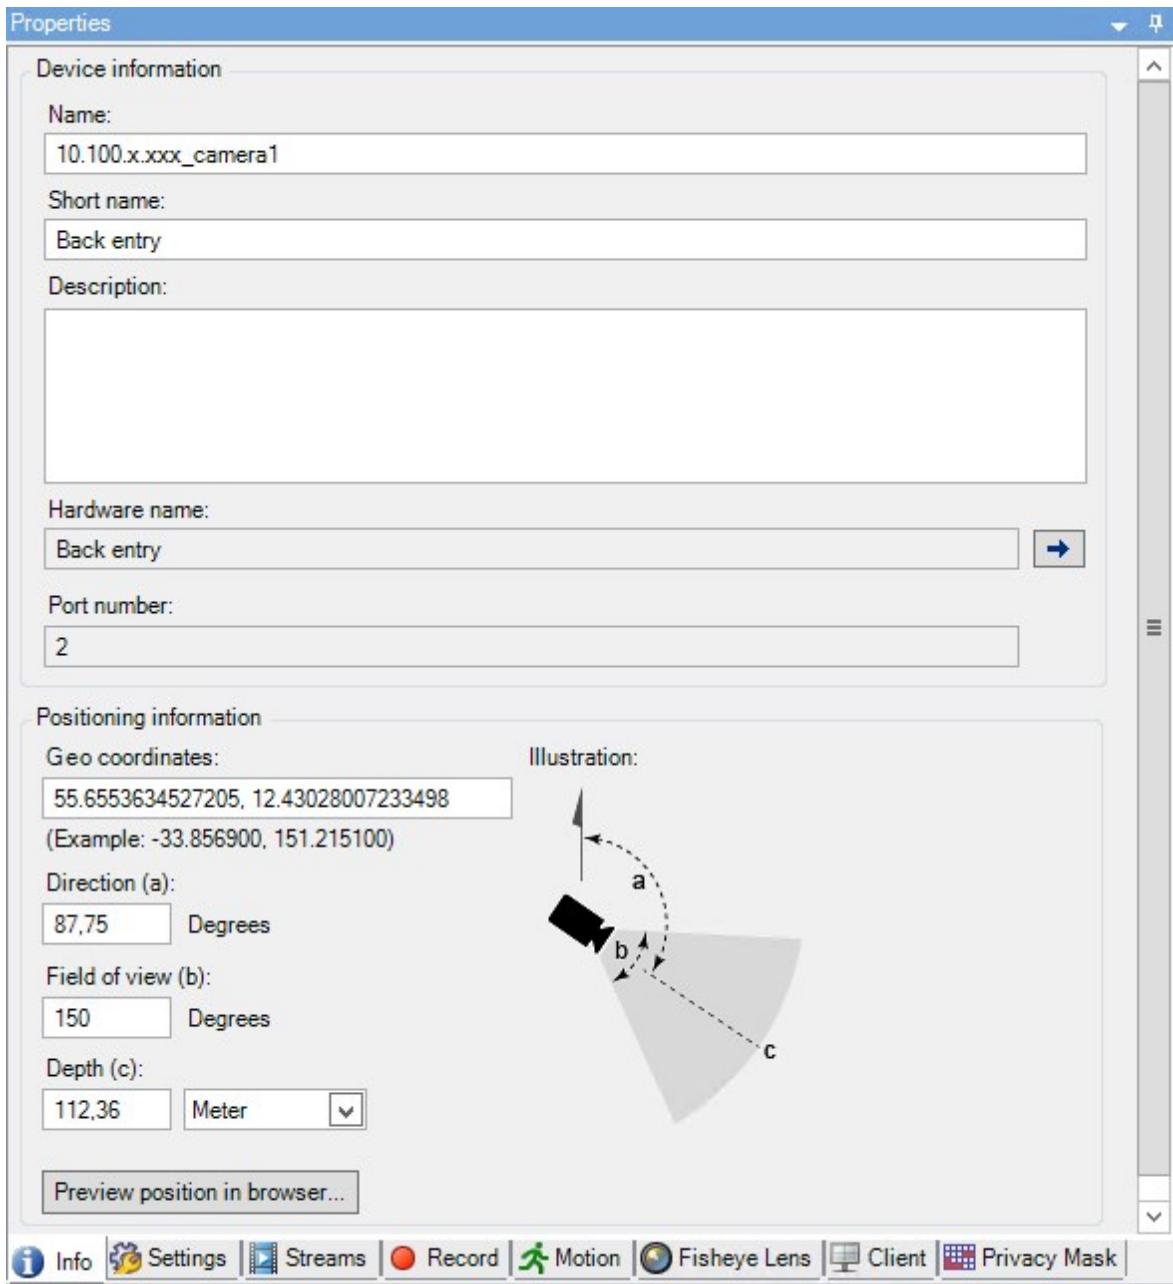 Properties
Device information
Name:
10.100.x.xxx_camera1
Short name:
Back entry
Description:
Hardware name:
Back entry
Port number:
2
Positioning information
Geo coordinates:
55.6553634527205, 12.43028007233498
(Example: -33.856900, 151.215100)
Direction (a):
87,75 Degrees
Field of view (b):
150 Degrees
Depth (c):
112,36 Meter
Preview position in browser...
Illustration:
a
b
c
Info Settings Streams Record Motion Fisheye Lens Client Privacy Mask